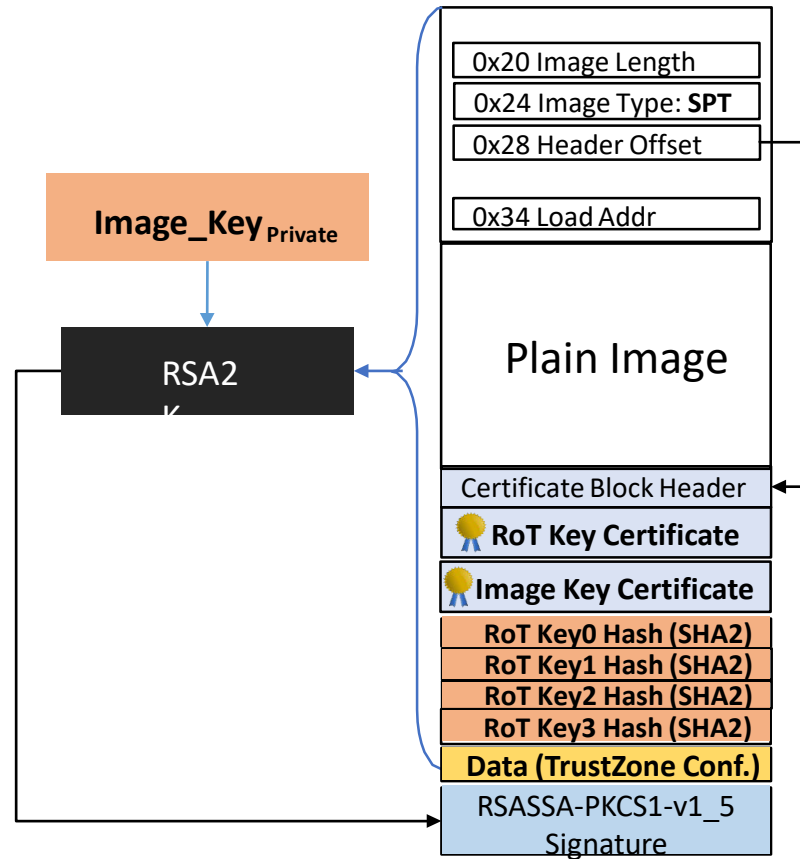 0x20 Image Length
0x24 Image Type: SPT
0x28 Header Offset
0x34 Load Addr
Image_Key Private
RSA2
Plain Image
Certificate Block Header
RoT Key Certificate
Image Key Certificate
RoT Key0 Hash (SHA2)
RoT Key1 Hash (SHA2)
RoT Key2 Hash (SHA2)
RoT Key3 Hash (SHA2)
Data (TrustZone Conf.)
RSASSA-PKCS1-v1_5
Signature